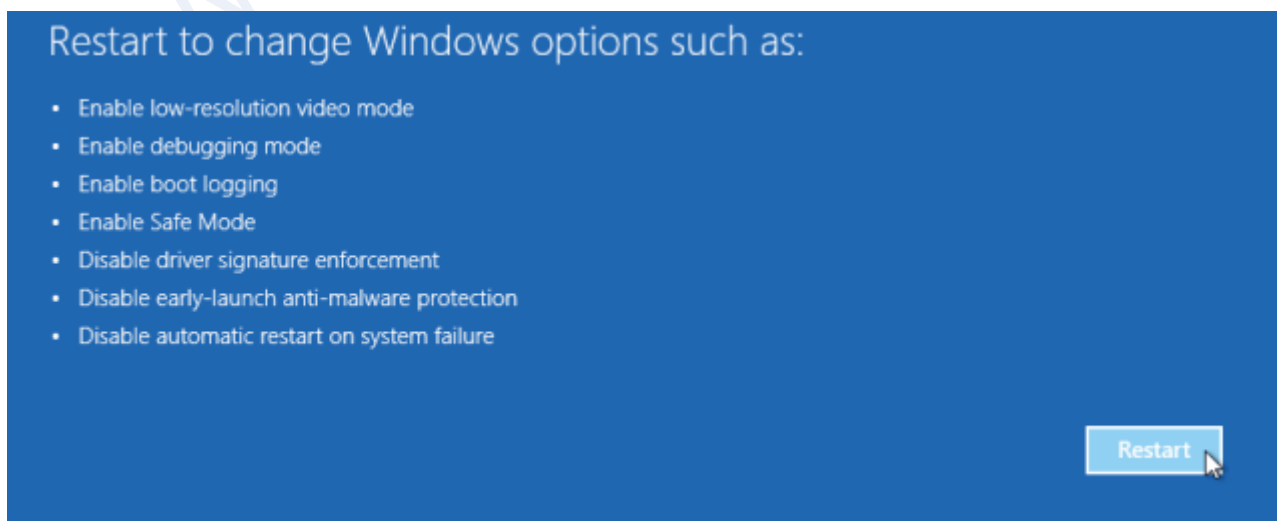 Restart to change Windows options such as:
• Enable low-resolution video mode
• Enable debugging mode
• Enable boot logging
• Enable Safe Mode
• Disable driver signature enforcement
• Disable early-launch anti-malware protection
• Disable automatic restart on system failure
Restart